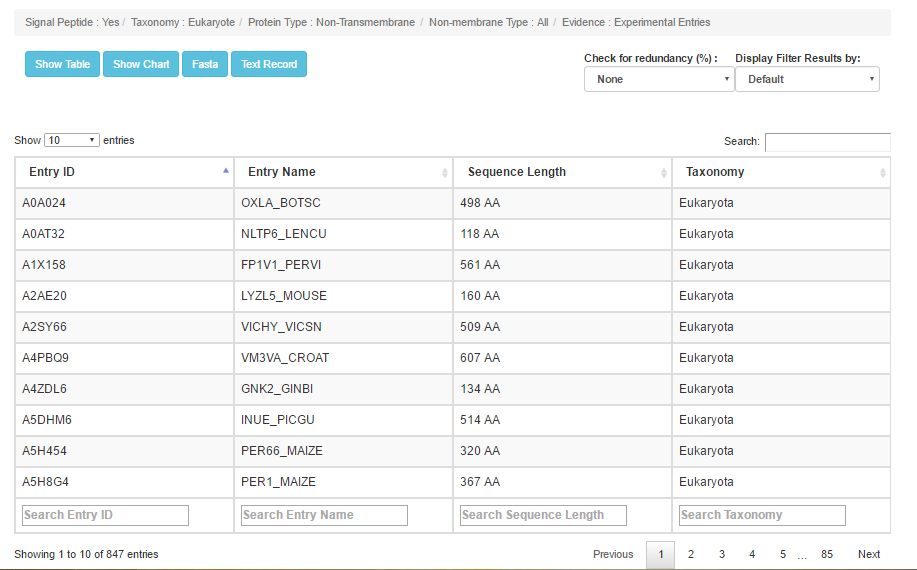 Signal Peptide : Yes / Taxonomy : Eukaryote / Protein Type : Non-Transmembrane / Non-membrane Type : All / Evidence : Experimental Entries
Show Table Show Chart Fasta Text Record
Check for redundancy (%) : Display Filter Results by:
None Default
Show 10 entries Search:
Entry ID Entry Name Sequence Length Taxonomy
A0A024 OXLA_BOTSC 498 AA Eukaryota
A0AT32 NLTP6_LENCU 118 AA Eukaryota
A1X158 FP1V1_PERVI 561 AA Eukaryota
A2AE20 LYZL5_MOUSE 160 AA Eukaryota
A2SY66 VICHY_VICSN 509 AA Eukaryota
A4PBQ9 VM3VA_CROAT 607 AA Eukaryota
A4ZDL6 GNK2_GINBI 134 AA Eukaryota
A5DHM6 INUE_PICGU 514 AA Eukaryota
A5H454 PER66_MAIZE 320 AA Eukaryota
A5H8G4 PER1_MAIZE 367 AA Eukaryota
Search Entry ID Search Entry Name Search Sequence Length Search Taxonomy
Showing 1 to 10 of 847 entries Previous 1 2 3 4 5 ... 85 Next